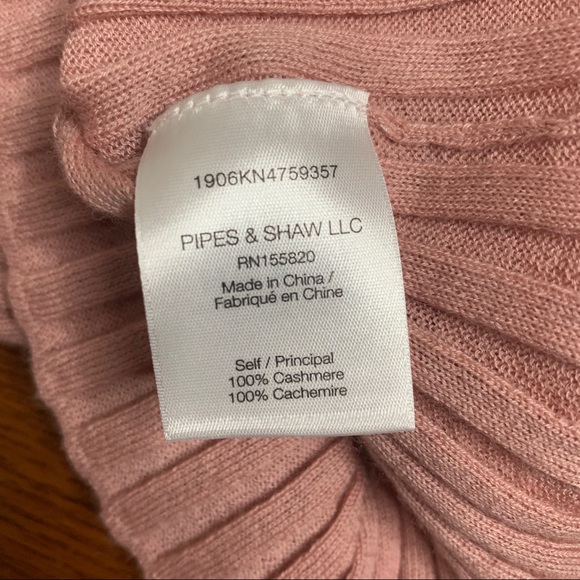 1906KN4759357
PIPES & SHAW LLC
RN155820
Made in China /
Fabriqué en Chine
Self / Principal
100% Cashmere
100% Cachemire